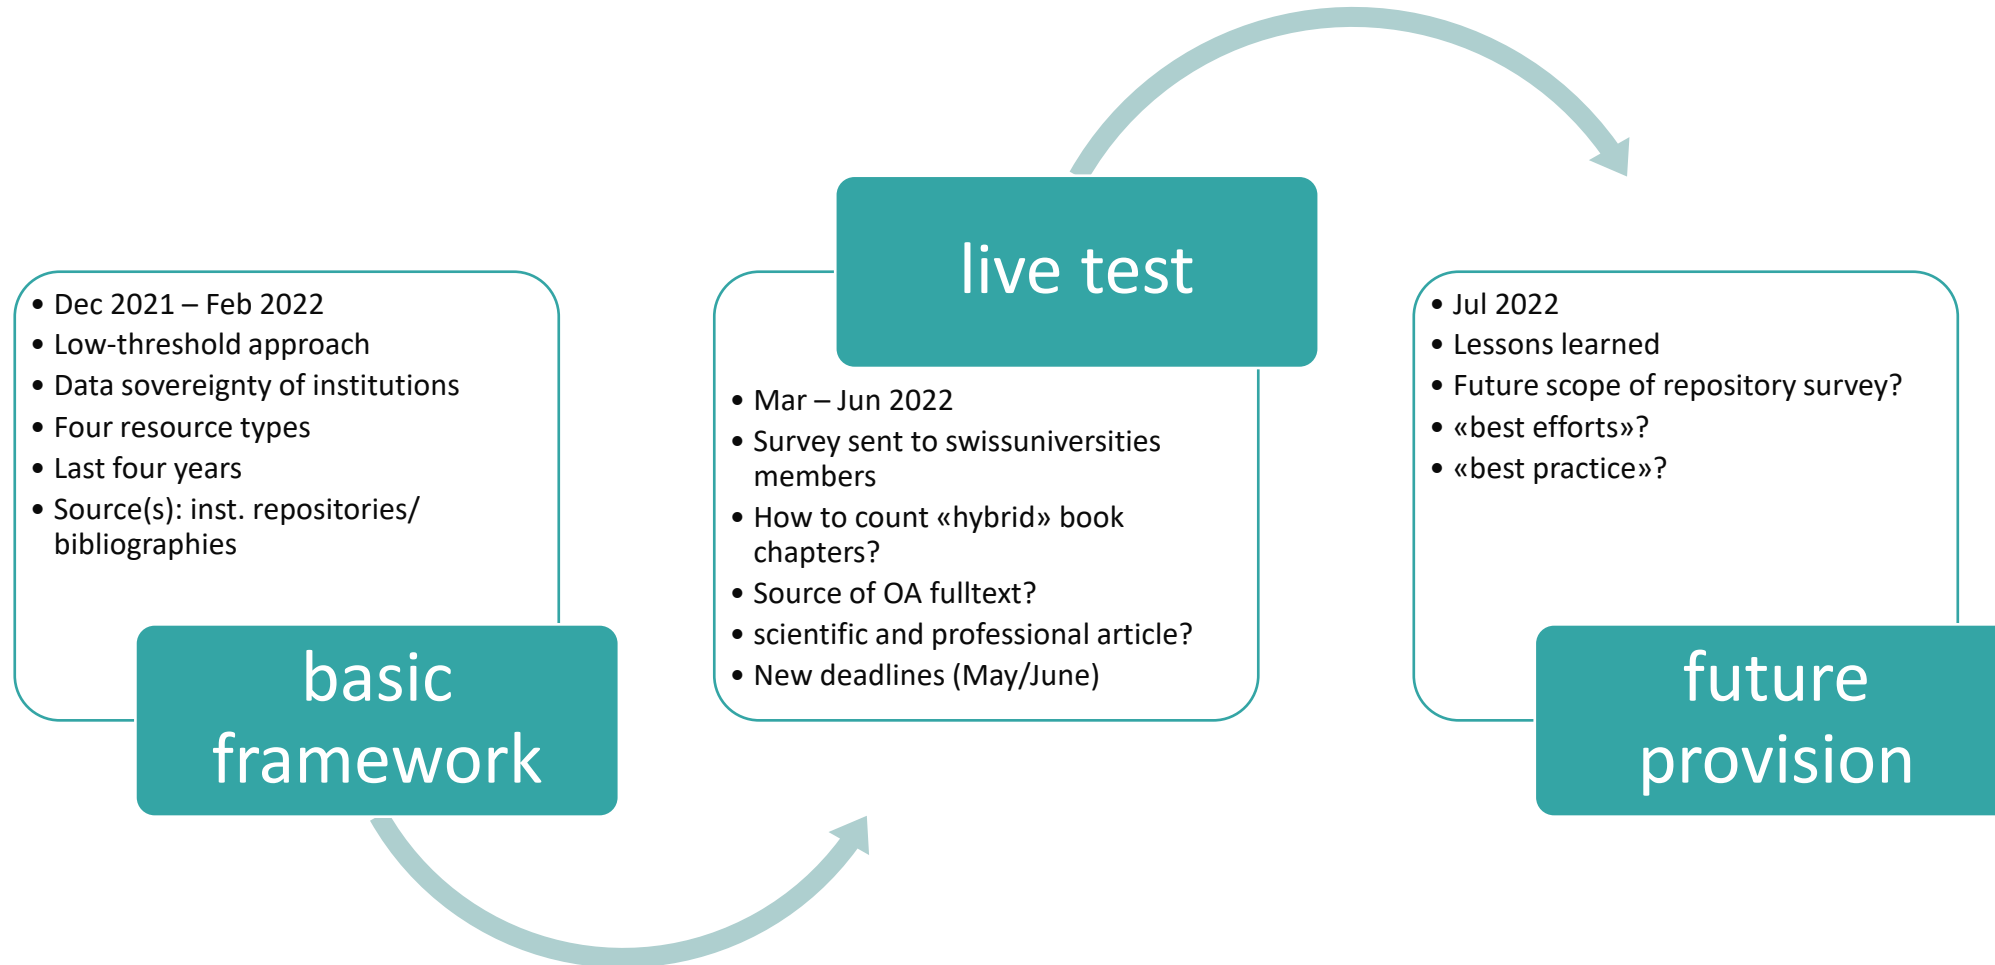 • Dec 2021 – Feb 2022
• Low-threshold approach
• Data sovereignty of institutions
• Four resource types
• Last four years
• Source(s): inst. repositories/
bibliographies
basic
framework
live test
• Mar – Jun 2022
• Survey sent to swissuniversities
members
• How to count «hybrid» book
chapters?
• Source of OA fulltext?
• scientific and professional article?
• New deadlines (May/June)
• Jul 2022
• Lessons learned
• Future scope of repository survey?
• «best efforts»?
• «best practice»?
future
provision